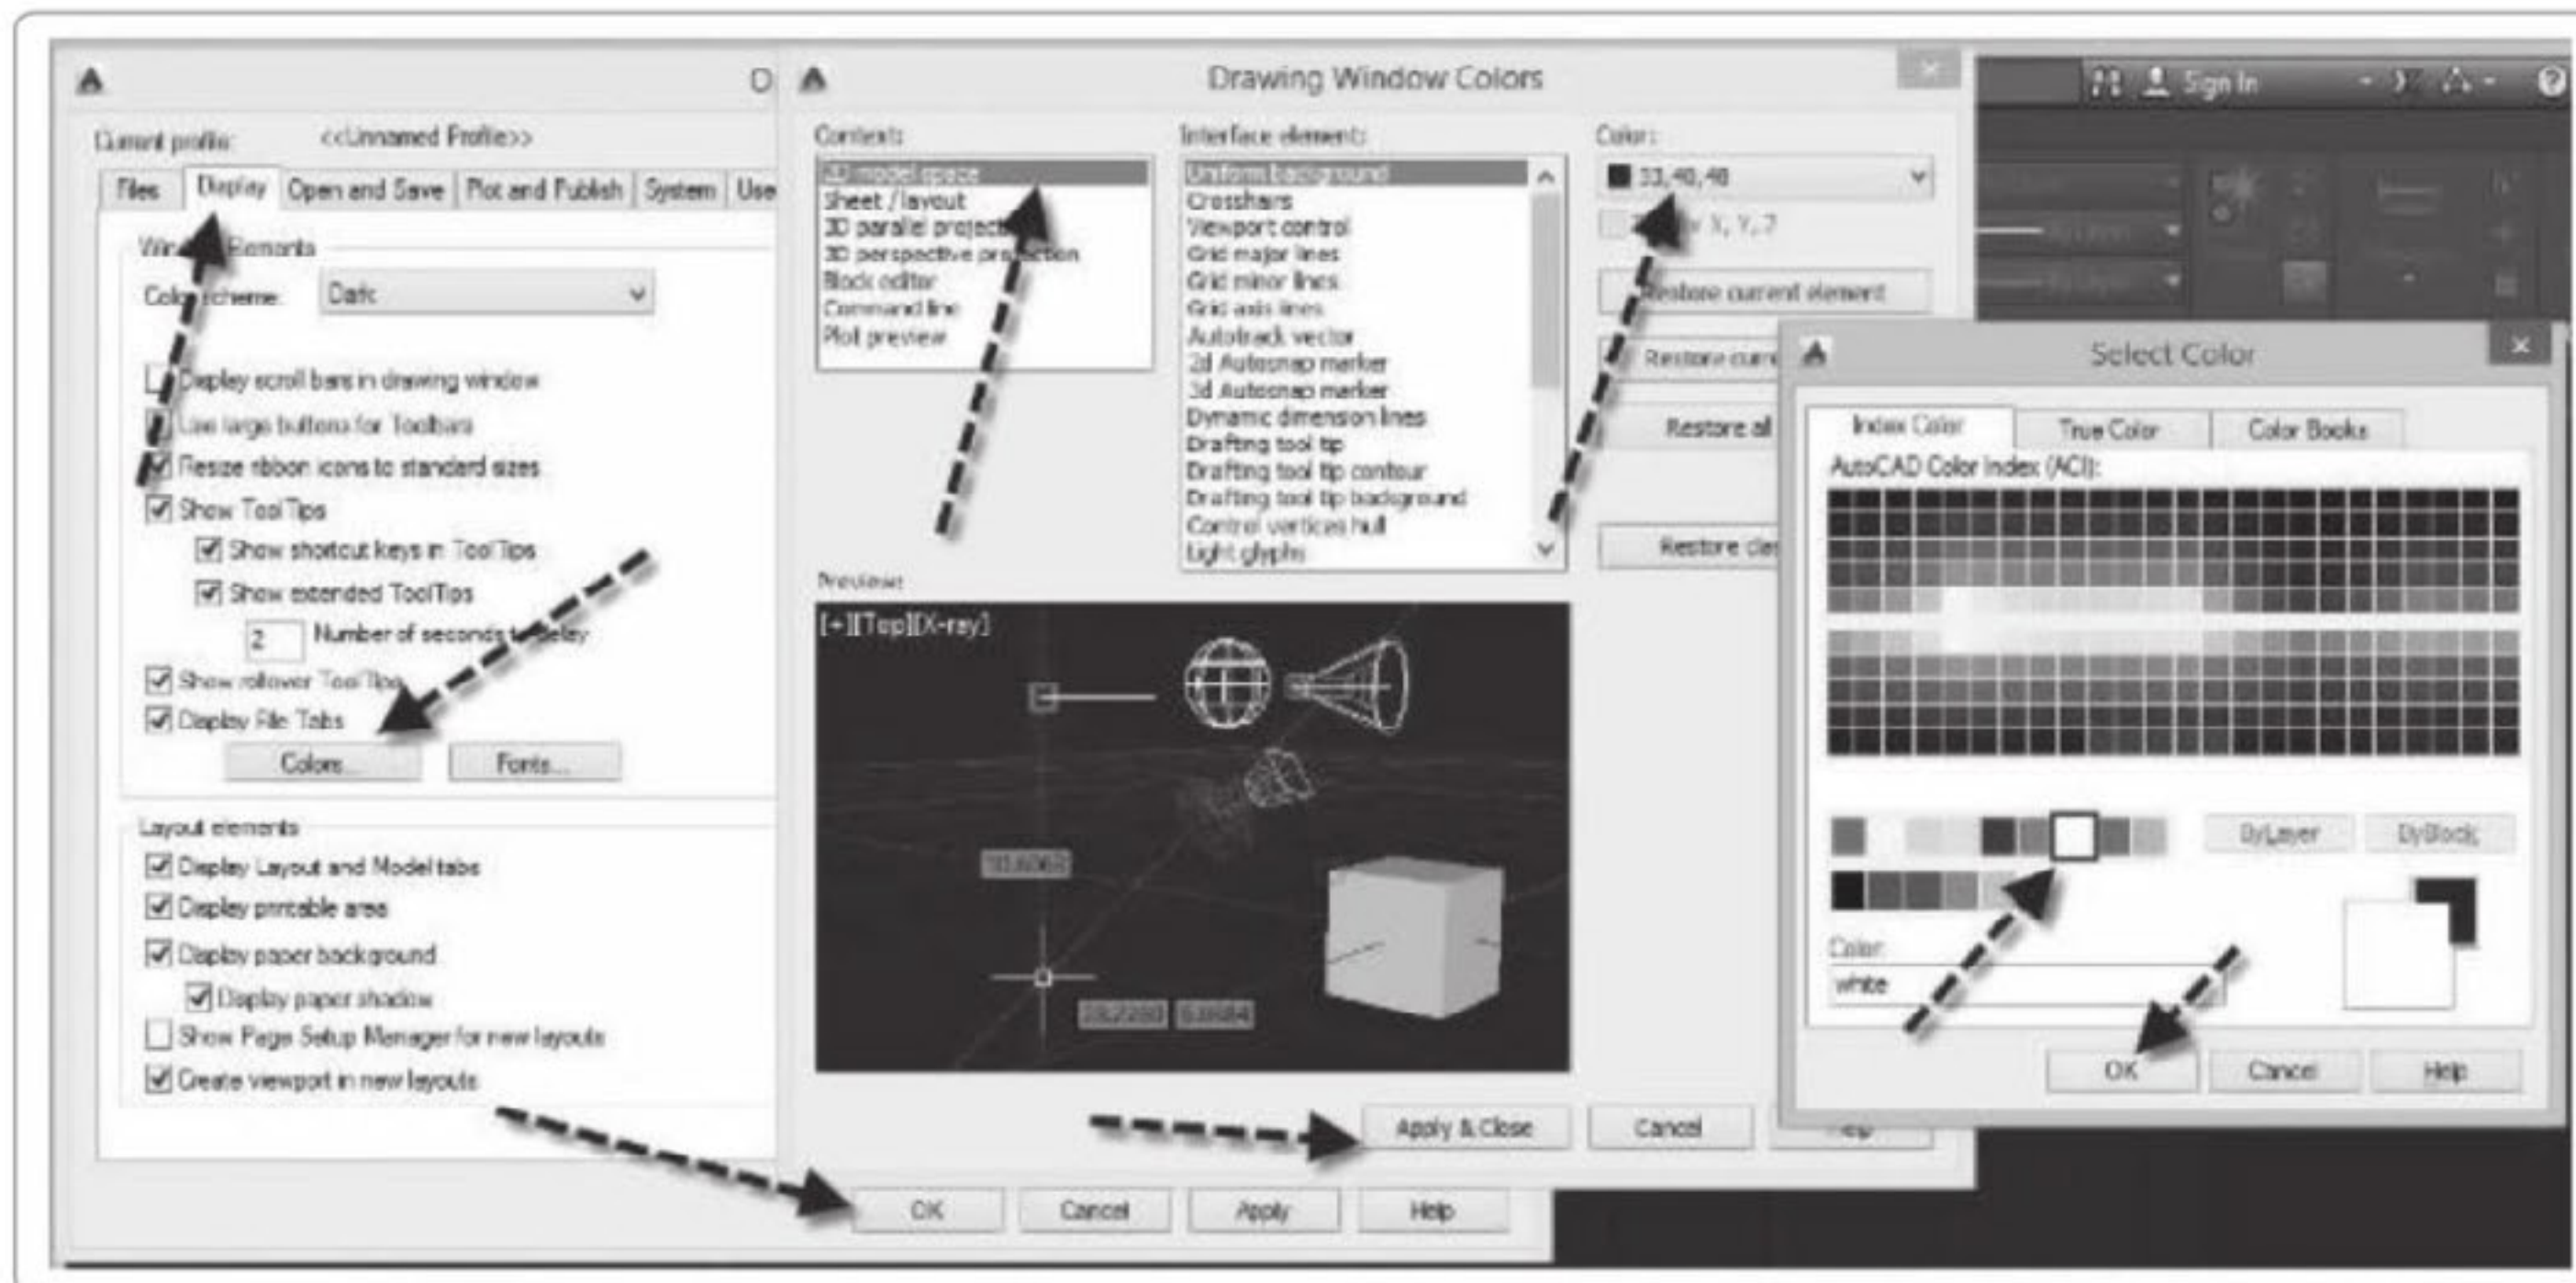 Current profile: <<Unnamed Profile>>
Files Display Open and Save Plot and Publish System Use
Color scheme: Dark
Display scroll bars in drawing window
Use large buttons for Toolbars
Resize ribbon icons to standard sizes
Show ToolTips
Show shortcut keys in ToolTips
Show extended ToolTips
2 Number of seconds to delay
Show rollover ToolTips
Display File Tabs
Colors... Fonts...
Layout elements
Display Layout and Model tabs
Display printable area
Display paper background
Display paper shadow
Show Page Setup Manager for new layouts
Create viewport in new layouts
OK Cancel Apply Help
Drawing Window Colors
Context:
2D model space
Sheet / layout
3D parallel projection
3D perspective projection
Block editor
Command line
Plot preview
Interface element:
Uniform background
Crosshairs
Viewport control
Grid major lines
Grid minor lines
Grid axis lines
Autotrack vector
2d Autosnap marker
3d Autosnap marker
Dynamic dimension lines
Drafting tool tip
Drafting tool tip contour
Drafting tool tip background
Control vertices hull
Light glyphs
Color:
33,40,48
X, Y, Z
Restore current element
Restore curre
Restore all
Restore clas
Preview:
[+][Top][X-ray]
Apply & Close Cancel
Sign In
ByLayer
ByLayer
Select Color
Index Color True Color Color Books
AutoCAD Color Index (ACI):
ByLayer ByBlock
Color:
white
OK Cancel Help